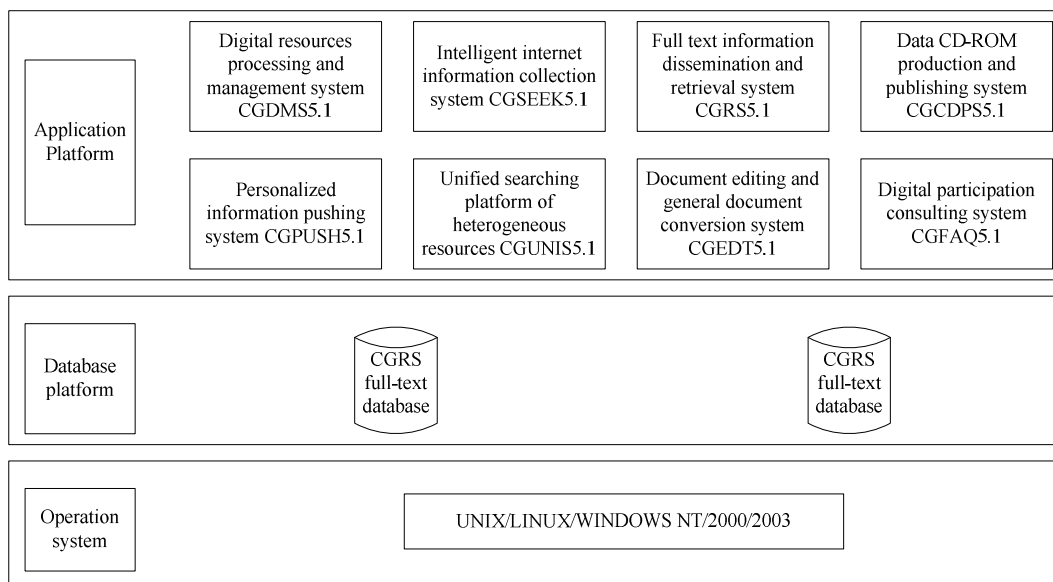 Application
Platform
Digital resources
processing and
management system
CGDMS5.1
Intelligent internet
information collection
system CGSEEK5.1
Full text information
dissemination and
retrieval system
CGRS5.1
Data CD-ROM
production and
publishing system
CGCDPS5.1
Personalized
information pushing
system CGPUSH5.1
Unified searching
platform of
heterogeneous
resources CGUNIS5.1
Document editing and
general document
conversion system
CGEDT5.1
Digital participation
consulting system
CGFAQ5.1
Database
platform
CGRS
full-text
database
CGRS
full-text
database
Operation
system
UNIX/LINUX/WINDOWS NT/2000/2003